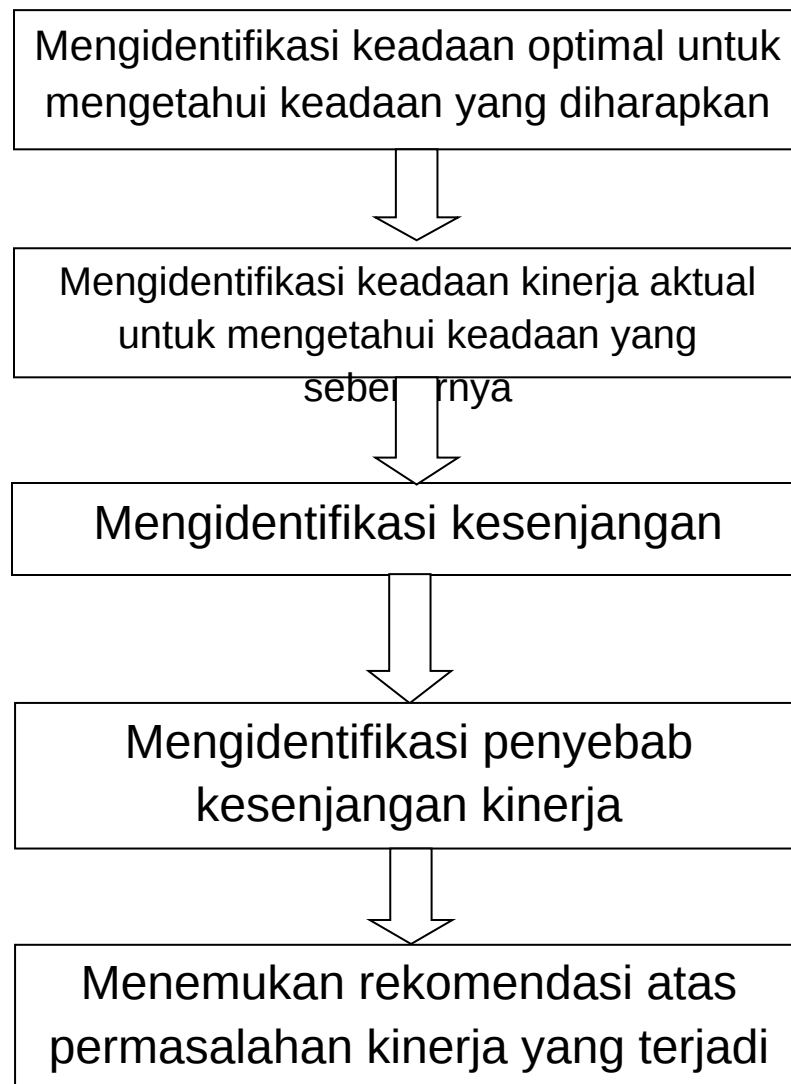 Mengidentifikasi keadaan optimal untuk
mengetahui keadaan yang diharapkan
Mengidentifikasi keadaan kinerja aktual
untuk mengetahui keadaan yang
sebenarnya
Mengidentifikasi kesenjangan
Mengidentifikasi penyebab
kesenjangan kinerja
Menemukan rekomendasi atas
permasalahan kinerja yang terjadi